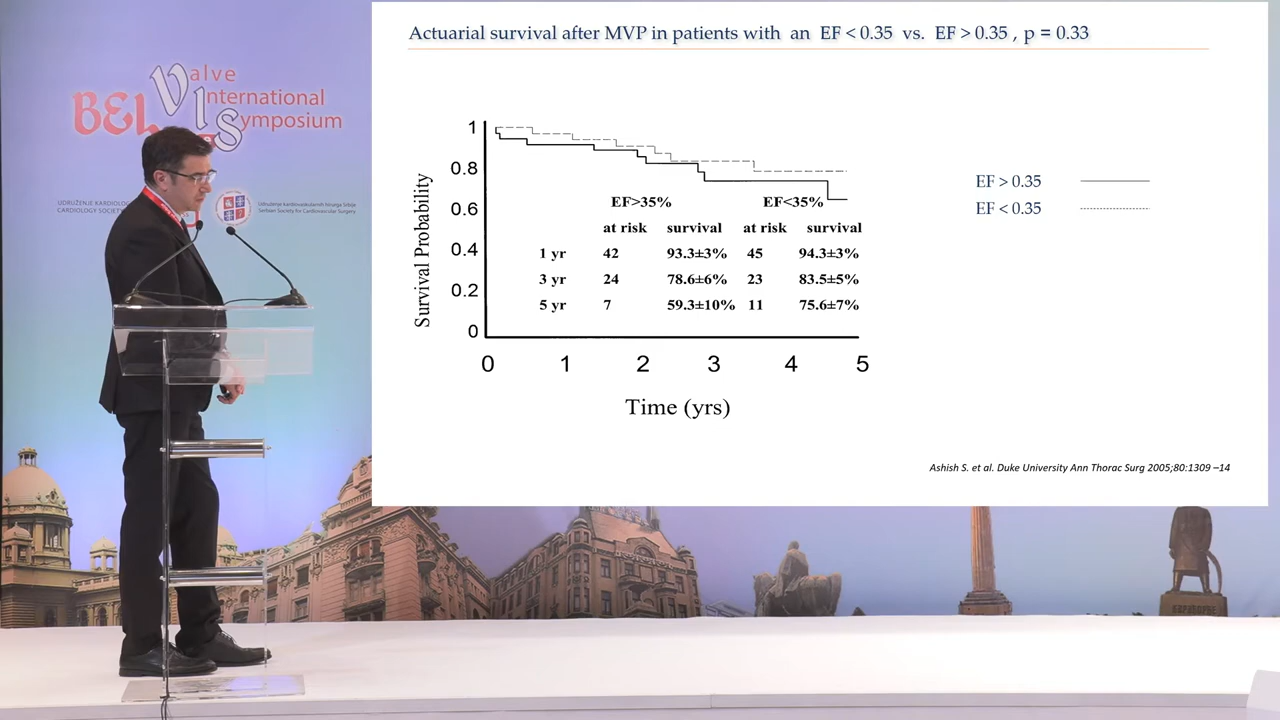 Actuarial survival after MVP in patients with an EF < 0.35 vs. EF > 0.35 , p = 0.33
BEL
Valve
International
Symposium
UDRUŽENJE KARDIOLOGA
CARDIOLOGY SOCIETY
Udruženje kardiovaskularnih hirurga Srbije
Serbian Society for Cardiovascular Surgery
Survival Probability
1
0.8
0.6
0.4
0.2
0
EF>35% EF<35%
at risk survival at risk survival
1 yr 42 93.3±3% 45 94.3±3%
3 yr 24 78.6±6% 23 83.5±5%
5 yr 7 59.3±10% 11 75.6±7%
0 1 2 3 4 5
Time (yrs)
EF > 0.35
EF < 0.35
Ashish S. et al. Duke University Ann Thorac Surg 2005;80:1309 –14